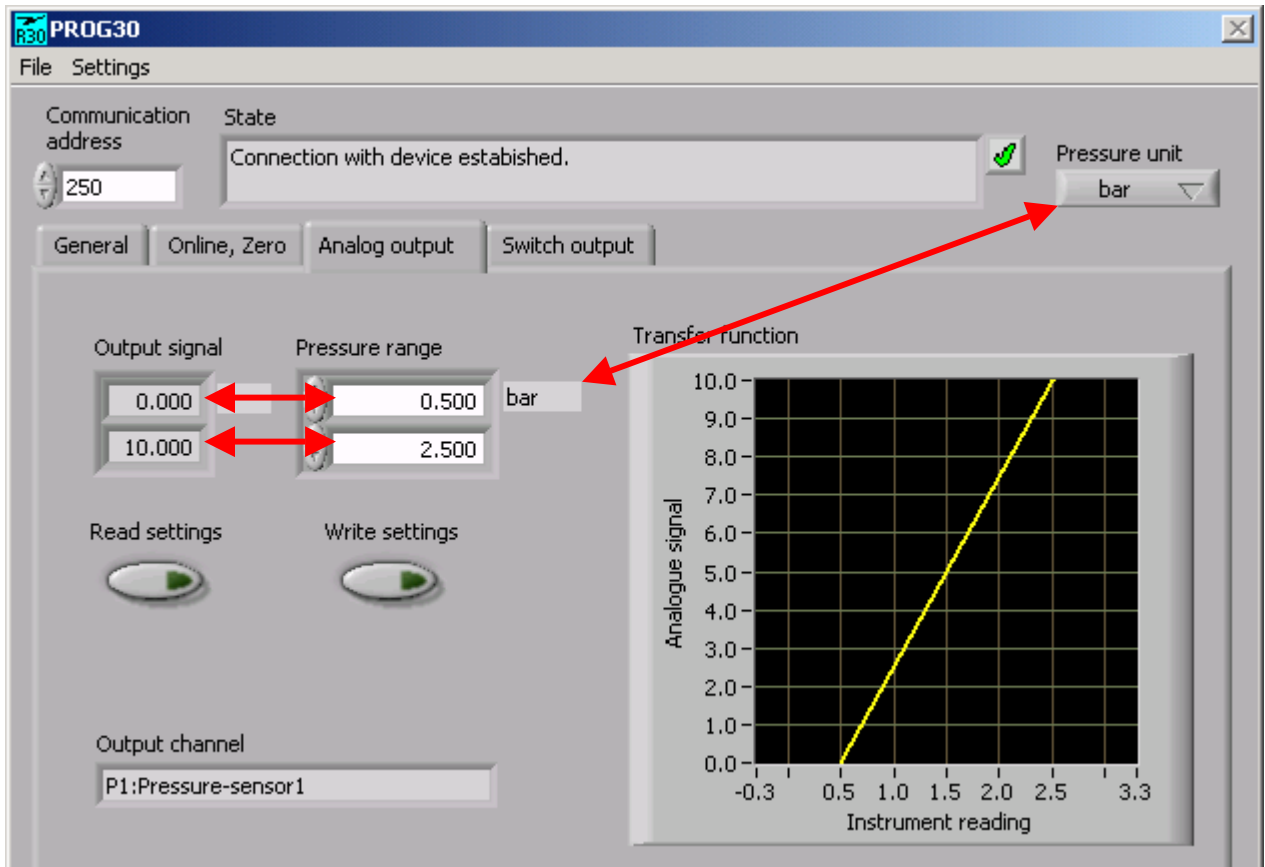 R30 PROG30
File Settings
Communication address
State
250
Connection with device estabished.
Pressure unit
bar
General
Online, Zero
Analog output
Switch output
Output signal
Pressure range
0.000
0.500
bar
10.000
2.500
Read settings
Write settings
Output channel
P1:Pressure-sensor1
Transfer function
Analogue signal
10.0
9.0
8.0
7.0
6.0
5.0
4.0
3.0
2.0
1.0
0.0
-0.3 0.5 1.0 1.5 2.0 2.5 3.3
Instrument reading